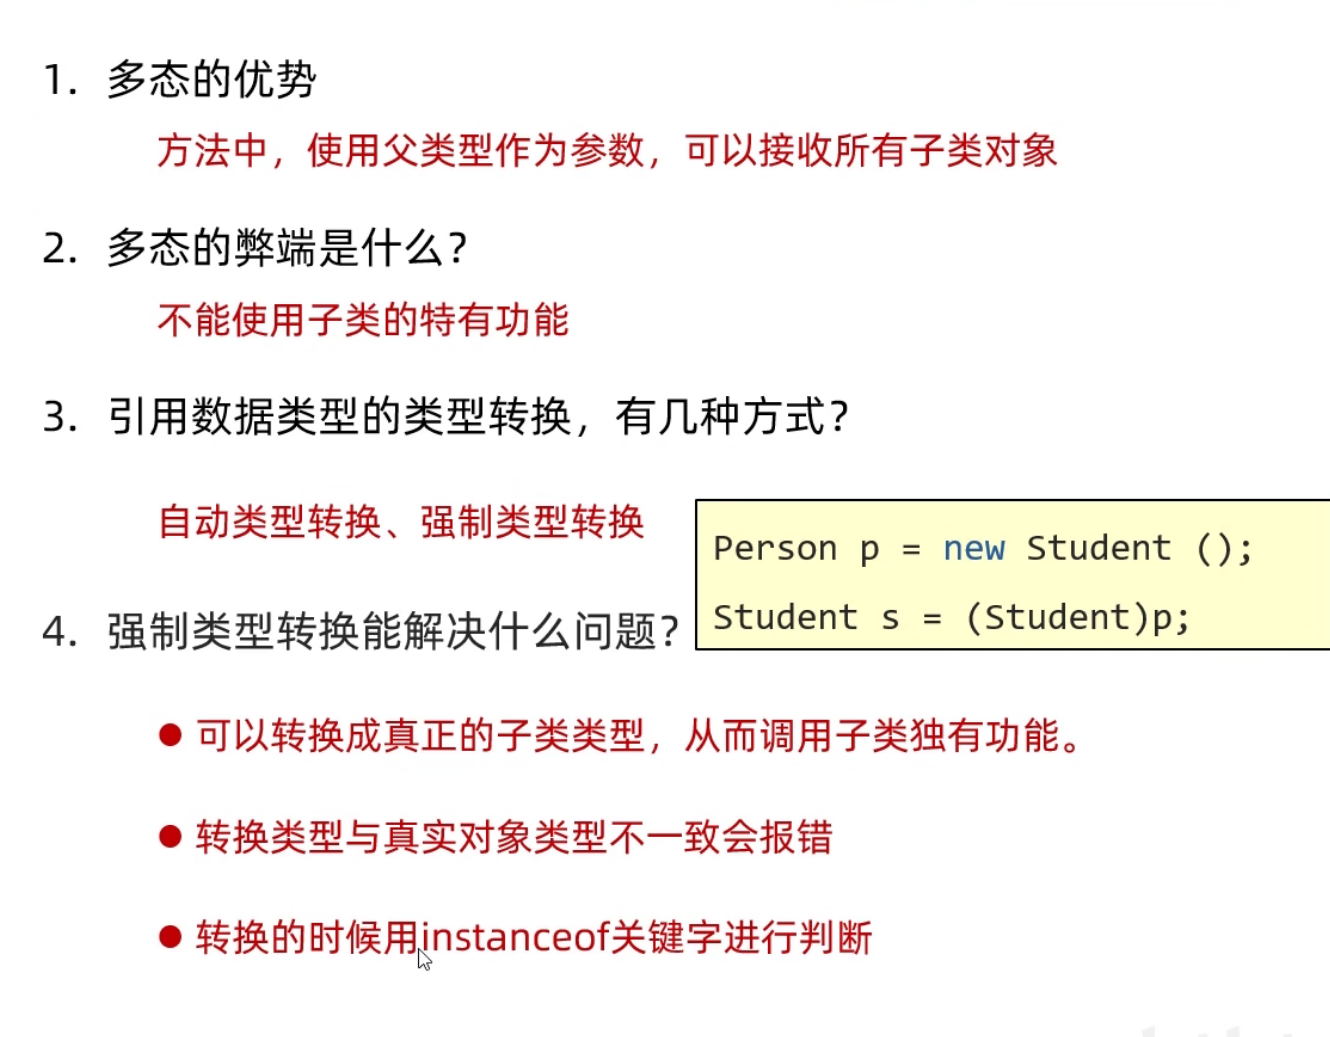 1. 多态的优势
方法中，使用父类型作为参数，可以接收所有子类对象
2. 多态的弊端是什么？
不能使用子类的特有功能
3. 引用数据类型的类型转换，有几种方式？
自动类型转换、强制类型转换
Person p = new Student ();
Student s = (Student)p;
4. 强制类型转换能解决什么问题？
● 可以转换成真正的子类类型，从而调用子类独有功能。
● 转换类型与真实对象类型不一致会报错
● 转换的时候用instanceof关键字进行判断